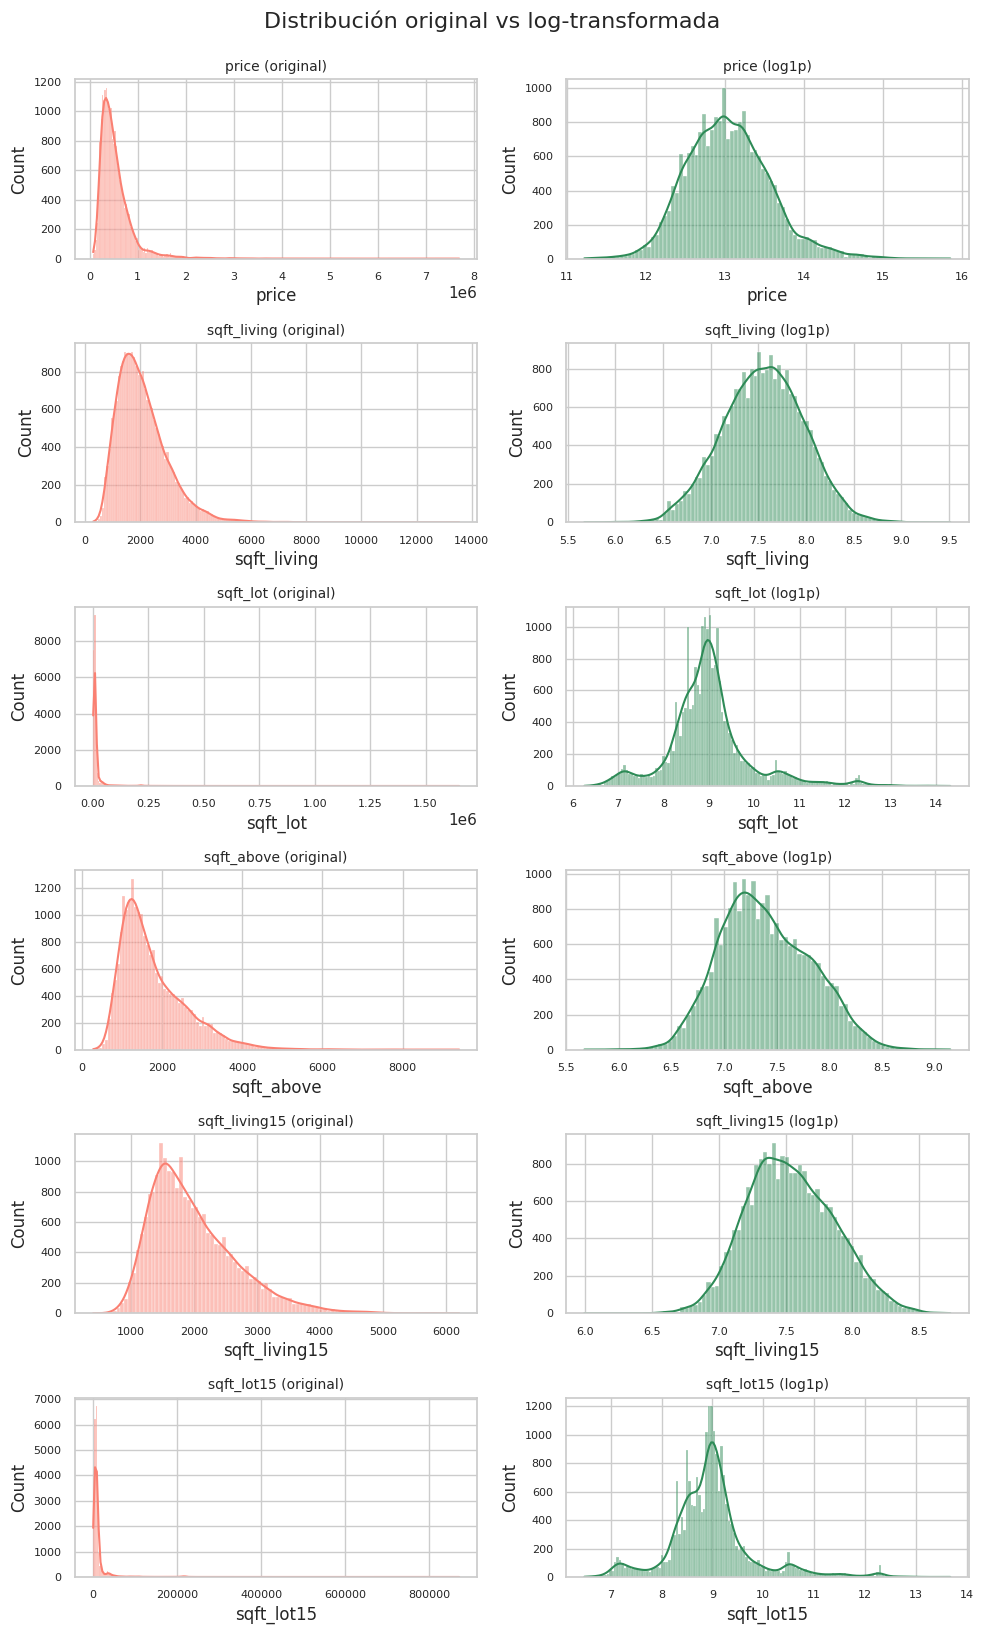 Distribución original vs log-transformada
price (original)
Count
1200
1000
800
600
400
200
0
0 1 2 3 4 5 6 7 8
1e6
price
price (log1p)
Count
1000
800
600
400
200
0
11 12 13 14 15 16
price
sqft_living (original)
Count
800
600
400
200
0
0 2000 4000 6000 8000 10000 12000 14000
sqft_living
sqft_living (log1p)
Count
800
600
400
200
0
5.5 6.0 6.5 7.0 7.5 8.0 8.5 9.0 9.5
sqft_living
sqft_lot (original)
Count
8000
6000
4000
2000
0
0.00 0.25 0.50 0.75 1.00 1.25 1.50
1e6
sqft_lot
sqft_lot (log1p)
Count
1000
800
600
400
200
0
6 7 8 9 10 11 12 13 14
sqft_lot
sqft_above (original)
Count
1200
1000
800
600
400
200
0
0 2000 4000 6000 8000
sqft_above
sqft_above (log1p)
Count
1000
800
600
400
200
0
5.5 6.0 6.5 7.0 7.5 8.0 8.5 9.0
sqft_above
sqft_living15 (original)
Count
1000
800
600
400
200
0
1000 2000 3000 4000 5000 6000
sqft_living15
sqft_living15 (log1p)
Count
800
600
400
200
0
6.0 6.5 7.0 7.5 8.0 8.5
sqft_living15
sqft_lot15 (original)
Count
7000
6000
5000
4000
3000
2000
1000
0
0 200000 400000 600000 800000
sqft_lot15
sqft_lot15 (log1p)
Count
1200
1000
800
600
400
200
0
7 8 9 10 11 12 13 14
sqft_lot15